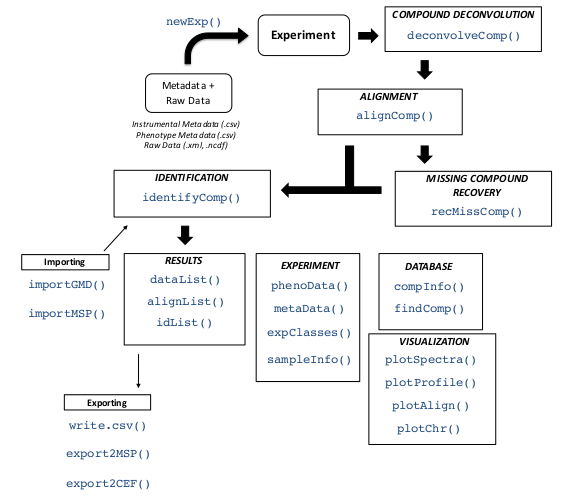 newExp()
Experiment
COMPOUND DECONVOLUTION
deconvolveComp()
Metadata +
Raw Data
Instrumental Metadata (.csv)
Phenotype Metadata (.csv)
Raw Data (.xml, .ncdf)
ALIGNMENT
alignComp()
IDENTIFICATION
identifyComp()
MISSING COMPOUND
RECOVERY
recMissComp()
Importing
importGMD()
importMSP()
RESULTS
dataList()
alignList()
idList()
EXPERIMENT
phenoData()
metaData()
expClasses()
sampleInfo()
DATABASE
compInfo()
findComp()
VISUALIZATION
plotSpectra()
plotProfile()
plotAlign()
plotChr()
Exporting
write.csv()
export2MSP()
export2CEF()